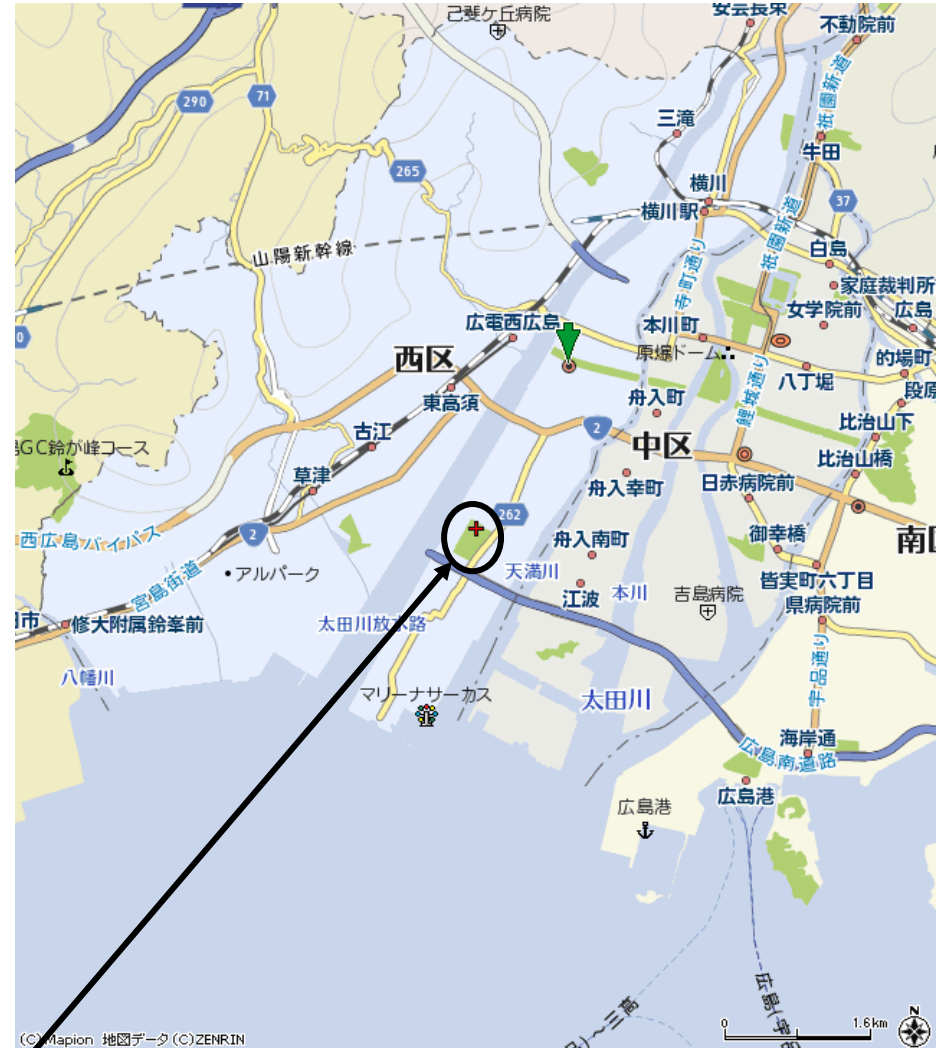 己斐ケ丘病院
安芸長束
不動院前
290
71
祇園新道
三滝
牛田
265
横川
37
横川駅
祇園新道
白島
山陽新幹線
寺町通り
家庭裁判所
女学院前
広島
広電西広島
本川町
原爆ドーム
的場町
西区
八丁堀
段原
東高須
舟入町
鯉城通り
比治山下
古江
2
中区
GC鈴が峰コース
比治山橋
草津
舟入幸町
日赤病院前
262
西広島バイパス
2
舟入南町
御幸橋
南区
アルパーク
天満川
皆実町六丁目
宮島街道
江波
本川
吉島病院
県病院前
市
修大附属鈴峯前
太田川放水路
八幡川
マリーナサーカス
太田川
宇品通り
海岸通
広島南道路
広島港
広島港
N
0
1.6km
(C)Mapion 地図データ(C)ZENRIN